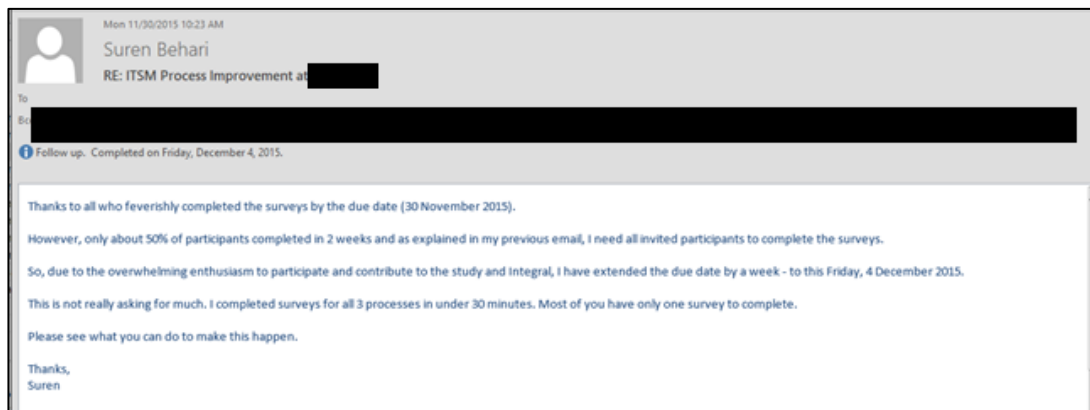 Mon 11/30/2015 10:23 AM
Suren Behari
RE: ITSM Process Improvement at
To
Bcc
Follow up. Completed on Friday, December 4, 2015.
Thanks to all who feverishly completed the surveys by the due date (30 November 2015).
However, only about 50% of participants completed in 2 weeks and as explained in my previous email, I need all invited participants to complete the surveys.
So, due to the overwhelming enthusiasm to participate and contribute to the study and Integral, I have extended the due date by a week - to this Friday, 4 December 2015.
This is not really asking for much. I completed surveys for all 3 processes in under 30 minutes. Most of you have only one survey to complete.
Please see what you can do to make this happen.
Thanks,
Suren